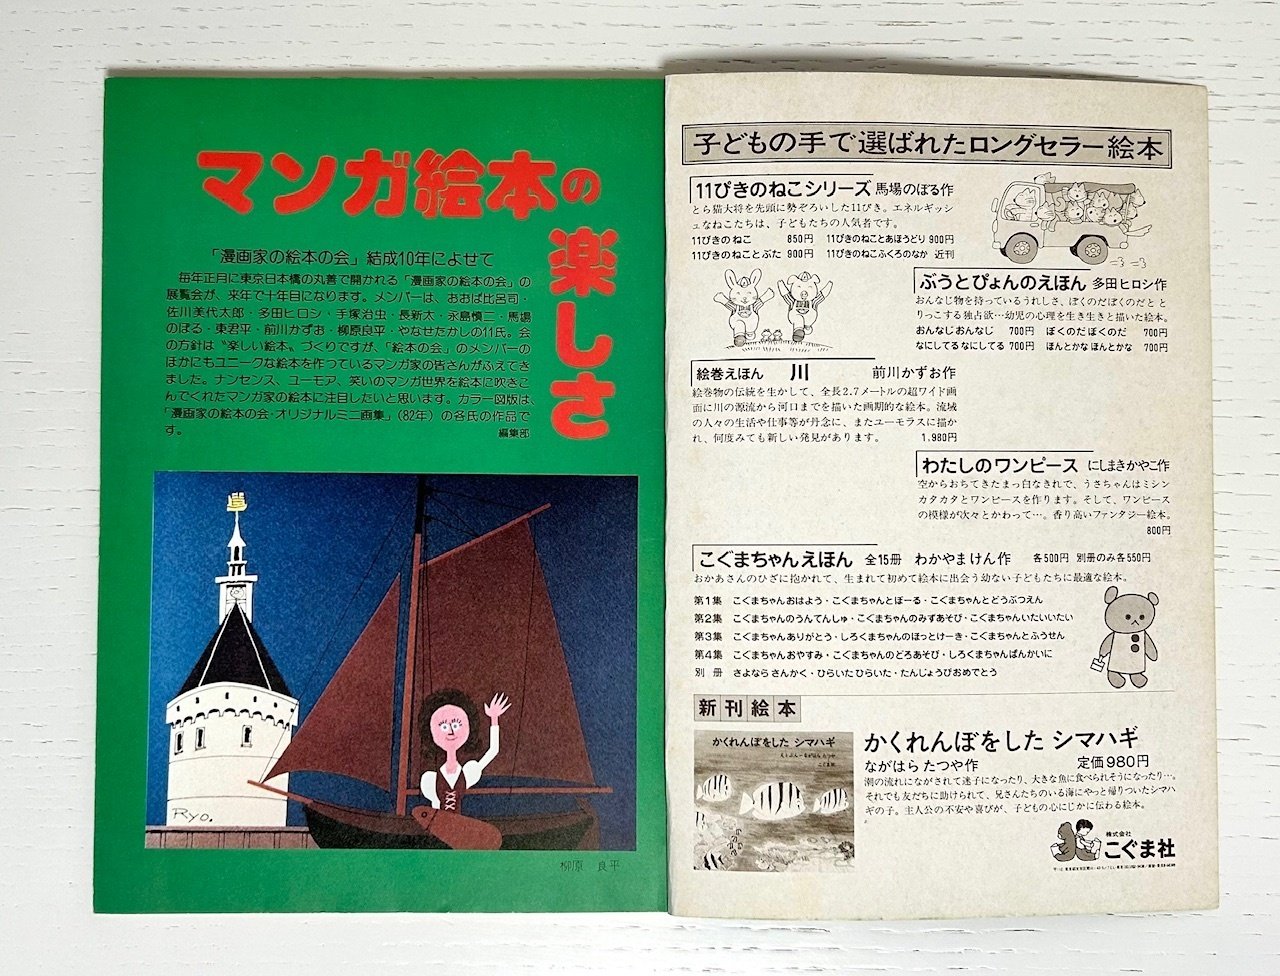 マンガ絵本の
楽しさ
「漫画家の絵本の会」結成10年によせて
毎年正月に東京日本橋の丸善で開かれる「漫画家の絵本の会」の
展覧会が、来年で十年目になります。メンバーは、おおば比呂司・
佐川美代太郎・多田ヒロシ・手塚治虫・長新太・永島慎二・馬場
のぼる・東君平・前川かずお・柳原良平・やなせたかしの11氏。会
の方針は〝楽しい絵本〟づくりですが、「絵本の会」のメンバーの
ほかにもユニークな絵本を作っているマンガ家の皆さんがふえてき
ました。ナンセンス、ユーモア、笑いのマンガ世界を絵本に吹きこ
んでくれたマンガ家の絵本に注目したいと思います。カラー図版は、
「漫画家の絵本の会・オリジナルミニ画集」(82年)の各氏の作品で
す。
編集部
RYO.
柳原 良平
子どもの手で選ばれたロングセラー絵本
11ぴきのねこシリーズ 馬場のぼる作
とら猫大将を先頭に勢ぞろいした11ぴき。エネルギッシ
ュなねこたちは、子どもたちの人気者です。
11ぴきのねこ 850円 11ぴきのねことあほうどり 900円
11ぴきのねことぶた 900円 11ぴきのねこふくろのなか 近刊
ぶうとぴょんのえほん 多田ヒロシ作
おんなじ物を持っているうれしさ、ぼくのだぼくのだと と
りっこする独占欲…幼児の心理を生き生きと描いた絵本。
おんなじおんなじ 700円 ぼくのだぼくのだ 700円
なにしてるなにしてる 700円 ほんとかなほんとかな 700円
絵巻えほん 川 前川かずお作
絵巻物の伝統を生かして、全長2.7メートルの超ワイド画
面に川の源流から河口までを描いた画期的な絵本。流域
の人々の生活や仕事等が丹念に、またユーモラスに描か
れ、何度みても新しい発見があります。 1,980円
わたしのワンピース にしまきかやこ作
空からおちてきたまっ白なきれで、うさちゃんはミシン
カタカタとワンピースを作ります。そして、ワンピース
の模様が次々とかわって…。香り高いファンタジー絵本。
800円
こぐまちゃんえほん 全15冊 わかやまけん作 各500円 別冊のみ各550円
おかあさんのひざに抱かれて、生まれて初めて絵本に出会う幼ない子どもたちに最適な絵本。
第1集 こぐまちゃんおはよう・こぐまちゃんとぼーる・こぐまちゃんとどうぶつえん
第2集 こぐまちゃんのうんてんしゅ・こぐまちゃんのみずあそび・こぐまちゃんいたいいたい
第3集 こぐまちゃんありがとう・しろくまちゃんのほっとけーき・こぐまちゃんとふうせん
第4集 こぐまちゃんおやすみ・こぐまちゃんのどろあそび・しろくまちゃんぱんかいに
別冊 さよならさんかく・ひらいたひらいた・たんじょうびおめでとう
新刊絵本
かくれんぼをした シマハギ
えとぶん―ながはら たつや
こぐま社
かくれんぼをした シマハギ
ながはら たつや作 定価980円
潮の流れにながされて迷子になったり、大きな魚に食べられそうになったり…。
それでも友だちに助けられて、兄さんたちのいる海にやっと帰りついたシマハ
ギの子。主人公の不安や喜びが、子どもの心にじかに伝わる絵本。
株式会社
こぐま社